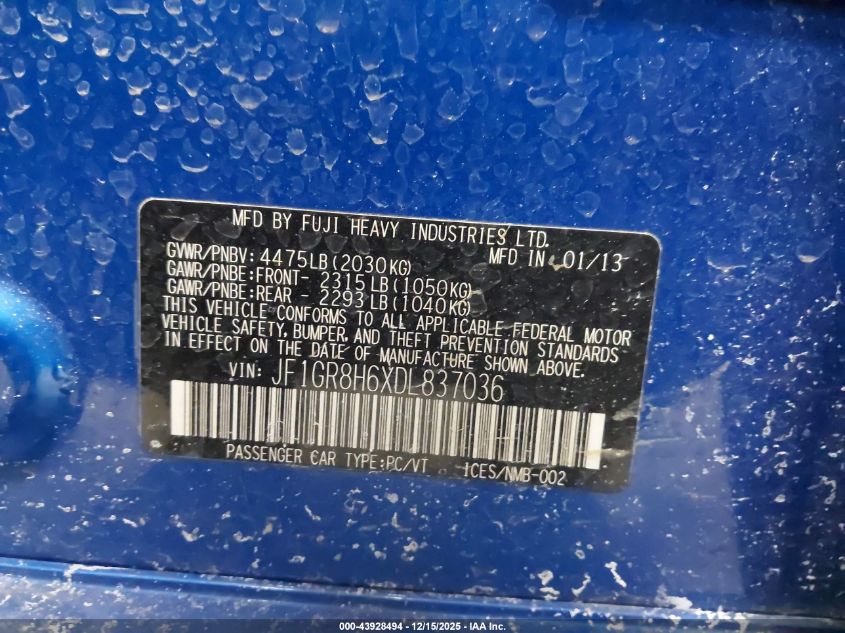 MFD BY FUJI HEAVY INDUSTRIES LTD.
GVWR/PNBV: 4475LB(2030KG) MFD IN 01/13
GAWR/PNBE:FRONT- 2315LB(1050KG)
GAWR/PNBE:REAR - 2293LB(1040KG)
THIS VEHICLE CONFORMS TO ALL APPLICABLE FEDERAL MOTOR
VEHICLE SAFETY, BUMPER, AND THEFT PREVENTION STANDARDS
IN EFFECT ON THE DATE OF MANUFACTURE SHOWN ABOVE.
VIN: JF1GR8H6XDL837036
PASSENGER CAR TYPE:PC/VT ICES/NMB-002
000-43928494 - 12/15/2025 - IAA Inc.